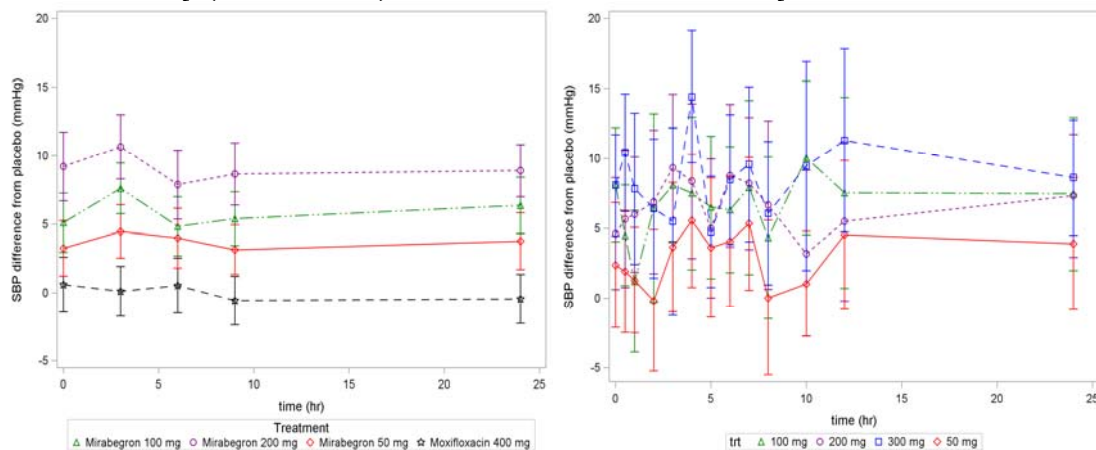 SBP difference from placebo (mmHg)
20
15
10
5
0
-5
0 5 10 15 20 25
time (hr)
Treatment
Mirabegron 100 mg Mirabegron 200 mg Mirabegron 50 mg Moxifloxacin 400 mg
SBP difference from placebo (mmHg)
20
15
10
5
0
-5
0 5 10 15 20 25
time (hr)
trt 100 mg 200 mg 300 mg 50 mg